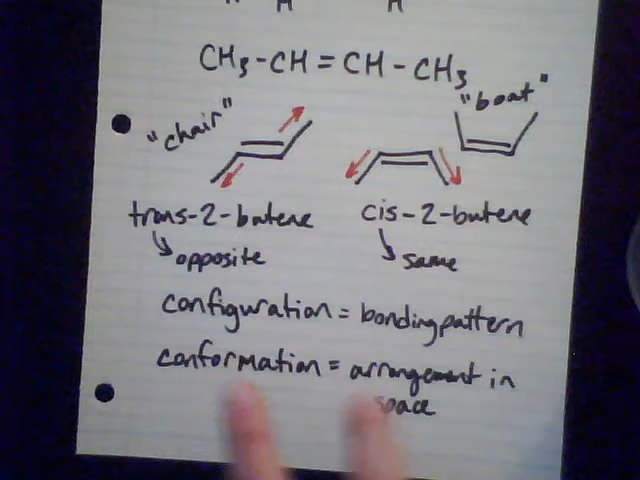 H H H
CH3-CH=CH-CH3
"chair" "boat"
trans-2-butene cis-2-butene
opposite same
configuration = bonding pattern
conformation = arrangement in
space